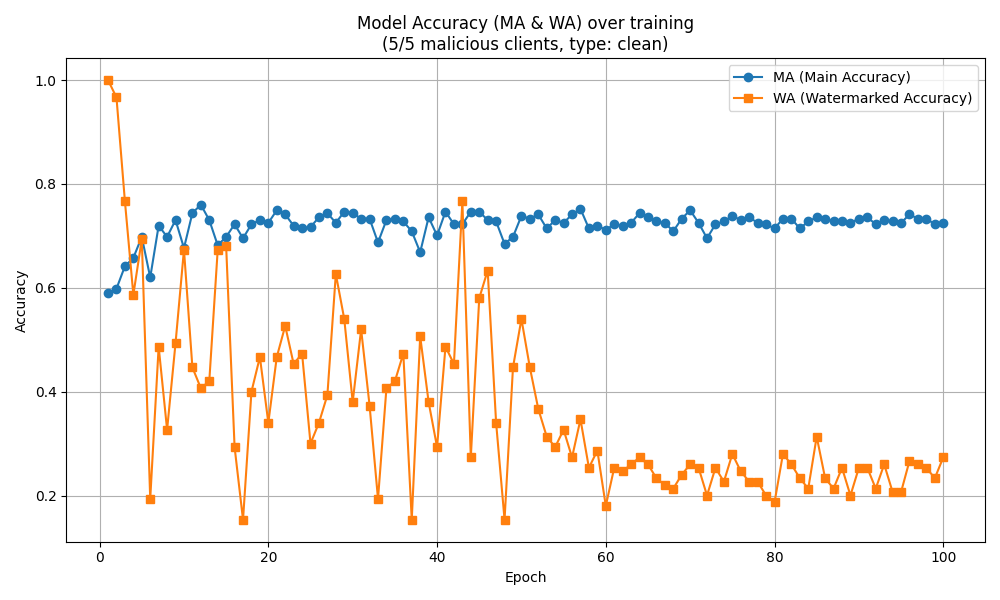 Model Accuracy (MA & WA) over training
(5/5 malicious clients, type: clean)
MA (Main Accuracy)
WA (Watermarked Accuracy)
Accuracy
1.0
0.8
0.6
0.4
0.2
0 20 40 60 80 100
Epoch